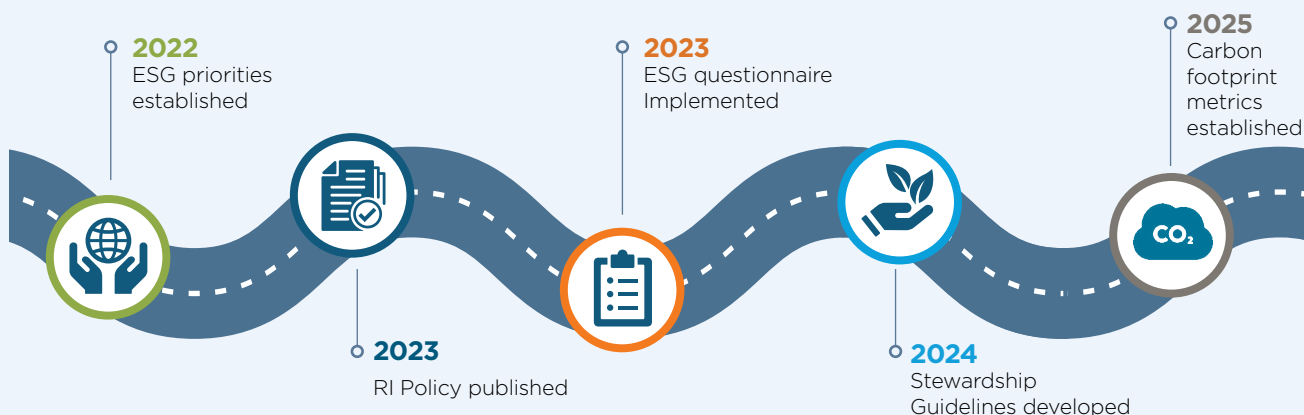 2022
ESG priorities
established
2023
RI Policy published
2023
ESG questionnaire
Implemented
2024
Stewardship
Guidelines developed
2025
Carbon
footprint
metrics
established
CO₂